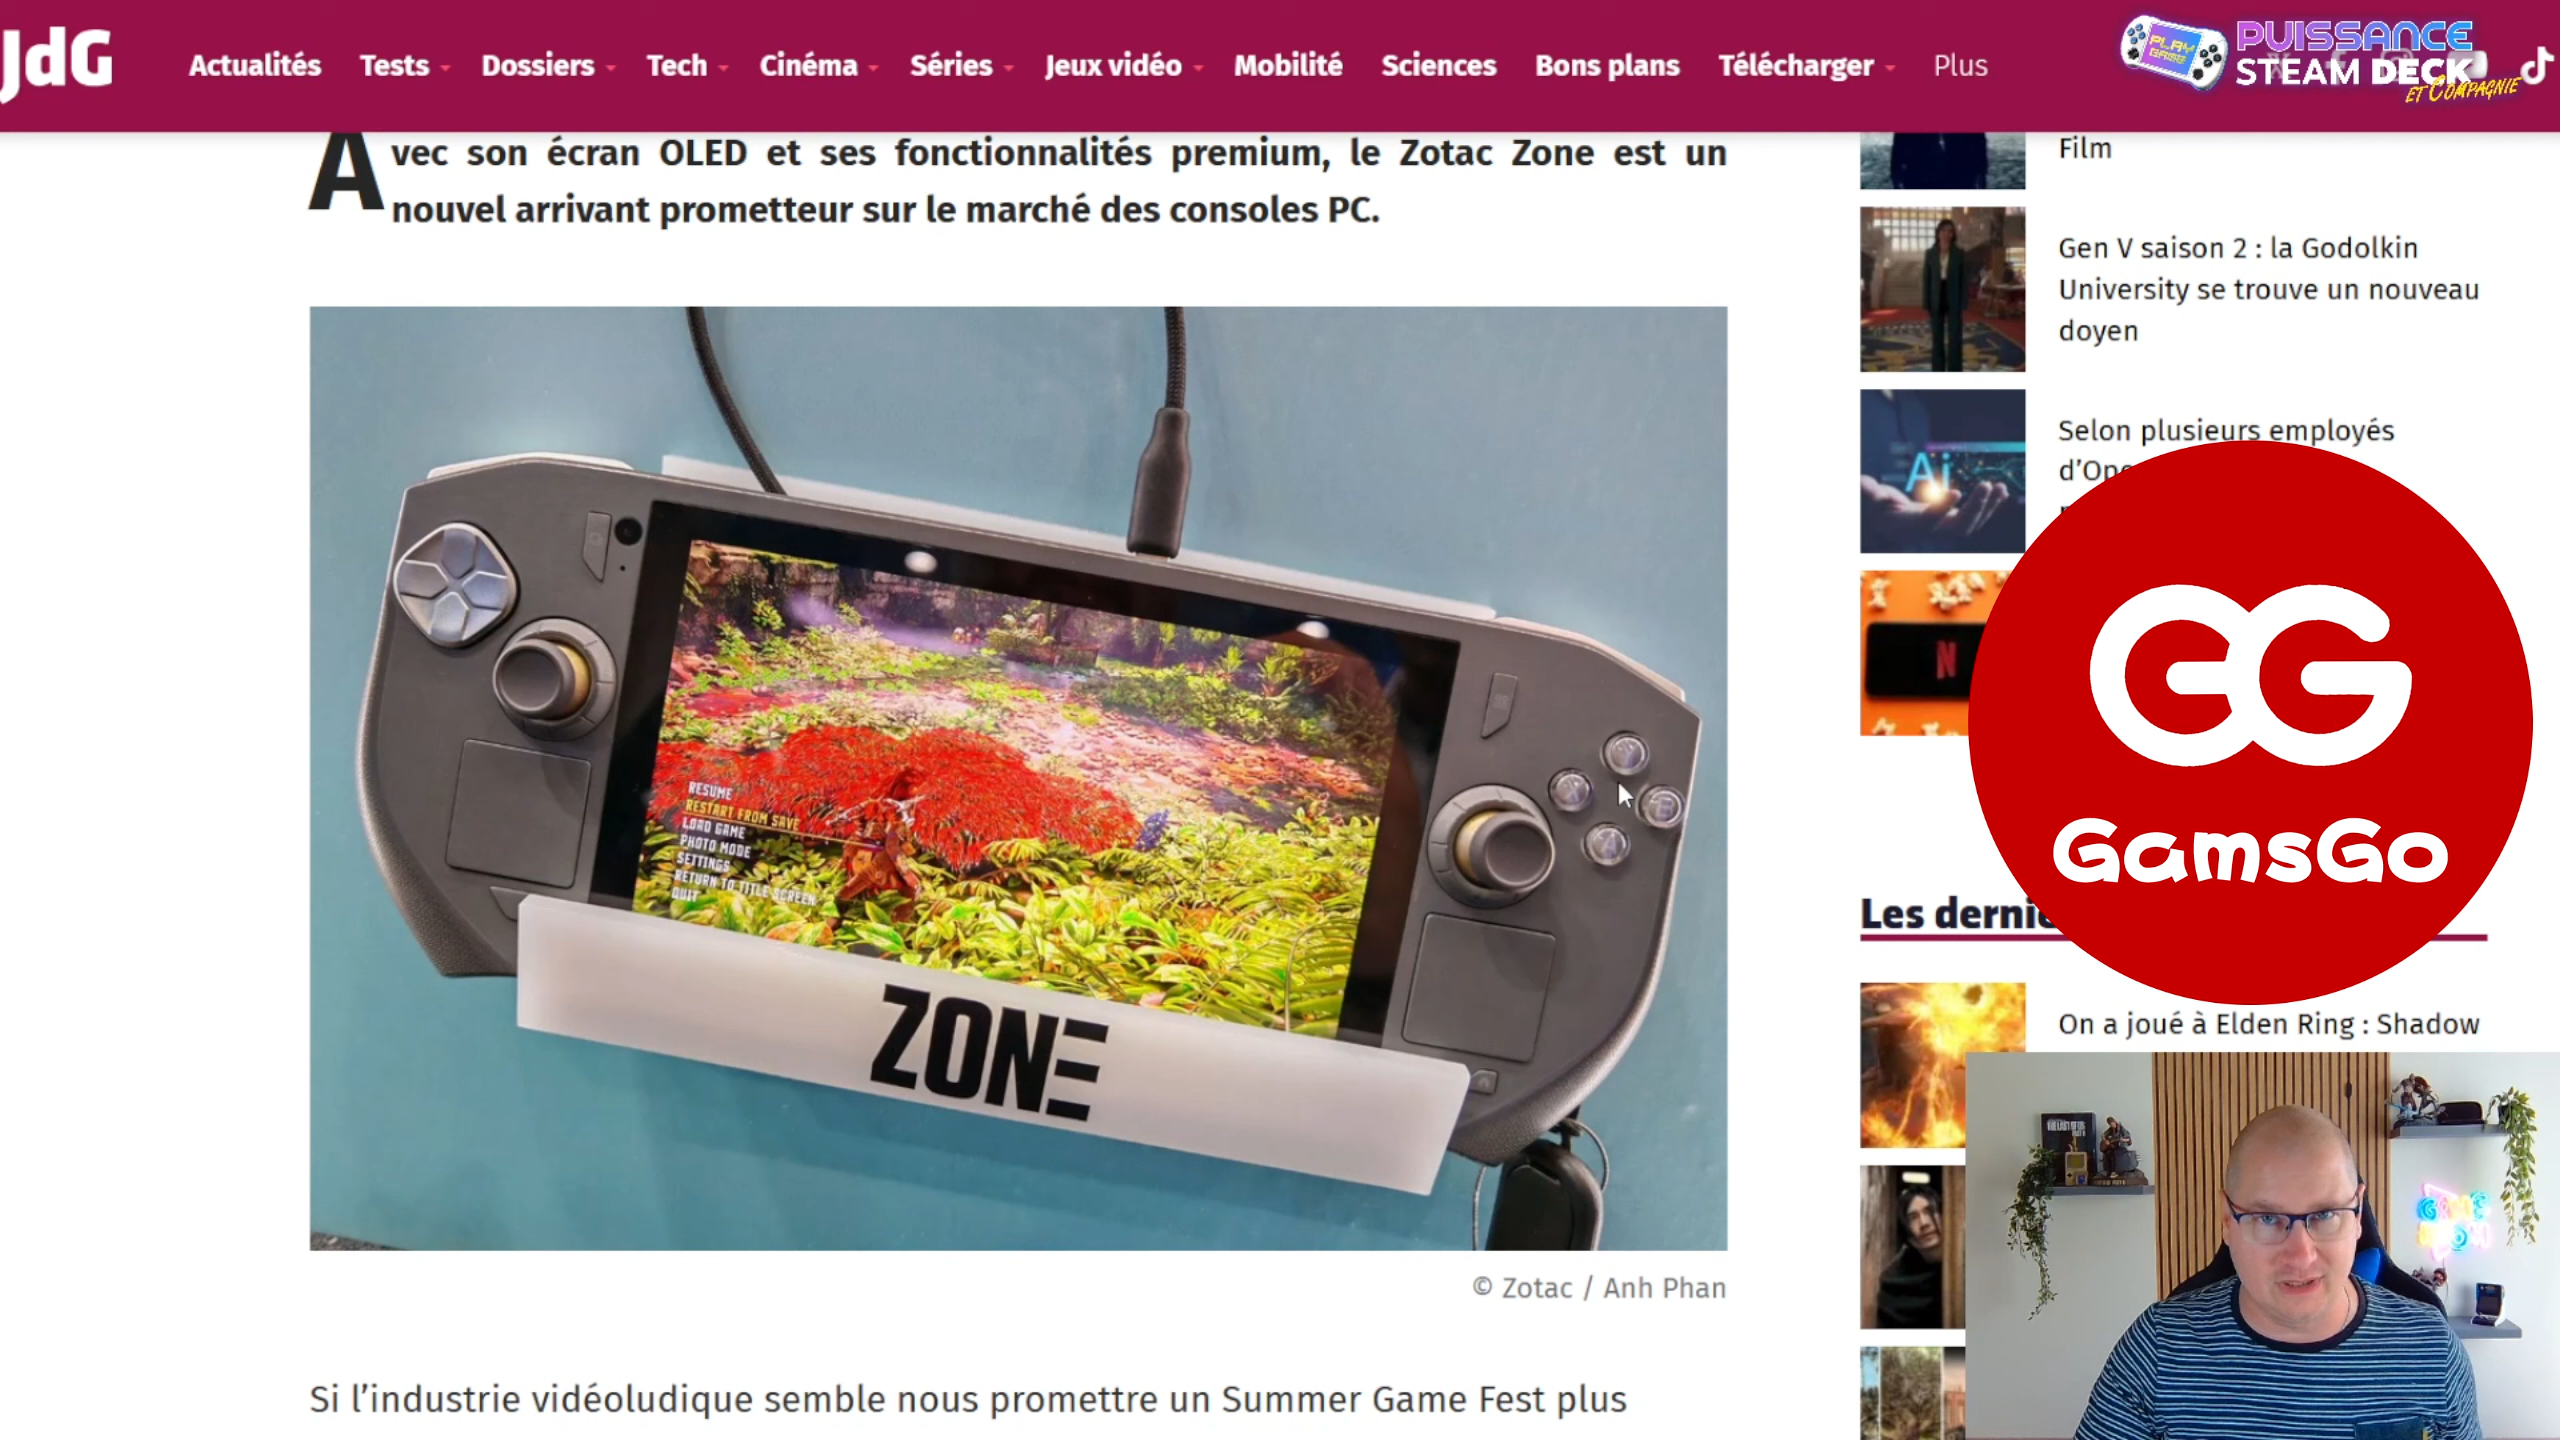 JdG
Actualités Tests Dossiers Tech Cinéma Séries Jeux vidéo Mobilité Sciences Bons plans Télécharger Plus
PLAY GAME
PUISSANCE
STEAM DECK
ET COMPAGNIE
Avec son écran OLED et ses fonctionnalités premium, le Zotac Zone est un
nouvel arrivant prometteur sur le marché des consoles PC.
RESUME
RESTART FROM SAVE
LOAD GAME
PHOTO MODE
SETTINGS
RETURN TO TITLE SCREEN
QUIT
Y
X
B
A
ZONE
© Zotac / Anh Phan
Si l’industrie vidéoludique semble nous promettre un Summer Game Fest plus
Film
Gen V saison 2 : la Godolkin
University se trouve un nouveau
doyen
Ai
Selon plusieurs employés
N
GG
GamsGo
On a joué à Elden Ring : Shadow